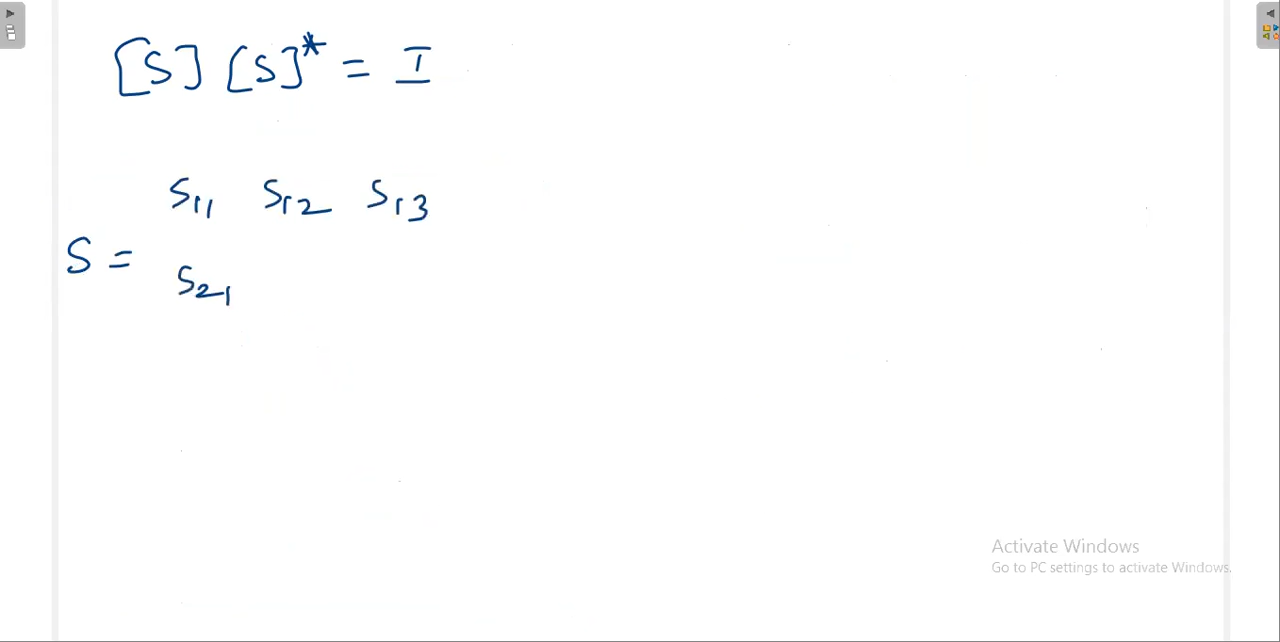 [S] [S]* = I
S11 S12 S13
S =
S21
Activate Windows
Go to PC settings to activate Windows.